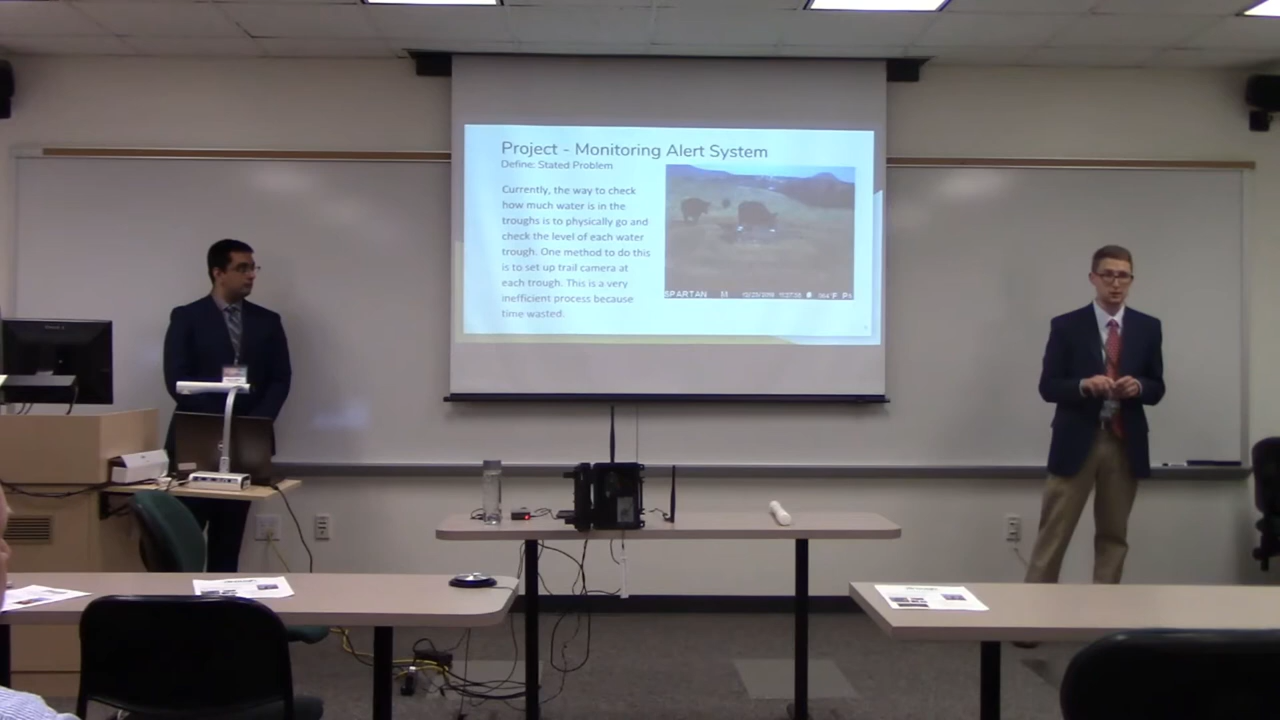 Project - Monitoring Alert System
Define: Stated Problem
Currently, the way to check
how much water is in the
troughs is to physically go and
check the level of each water
trough. One method to do this
is to set up trail camera at
each trough. This is a very
inefficient process because
time wasted.
SPARTAN M